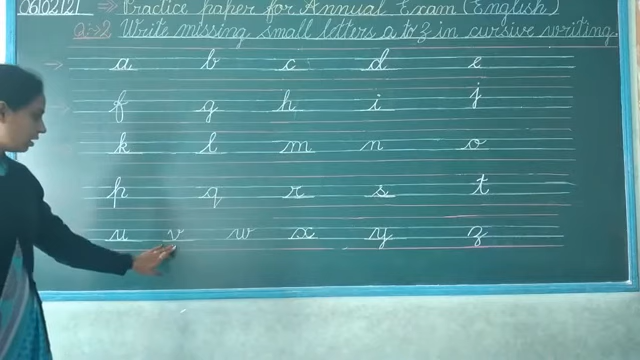 06/02/21 ⇒ Practice paper for Annual Exam (English)
Q:⇒2 Write missing small letters a to z in cursive writing.
→ a b c d e
→ f g h i j
k l m n o
p q r s t
u v w x y z